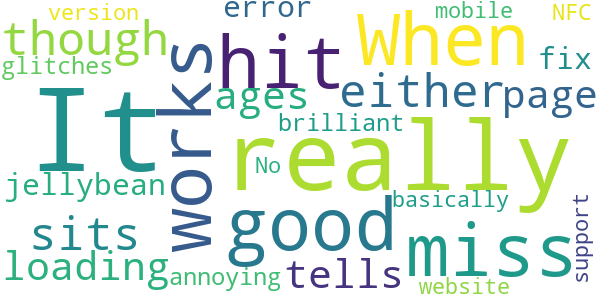 version error mobile NFC
though hit When fix
glitches works ages either page
It brilliant really
jellybean No good basically
sits miss support
loading annoying tells website